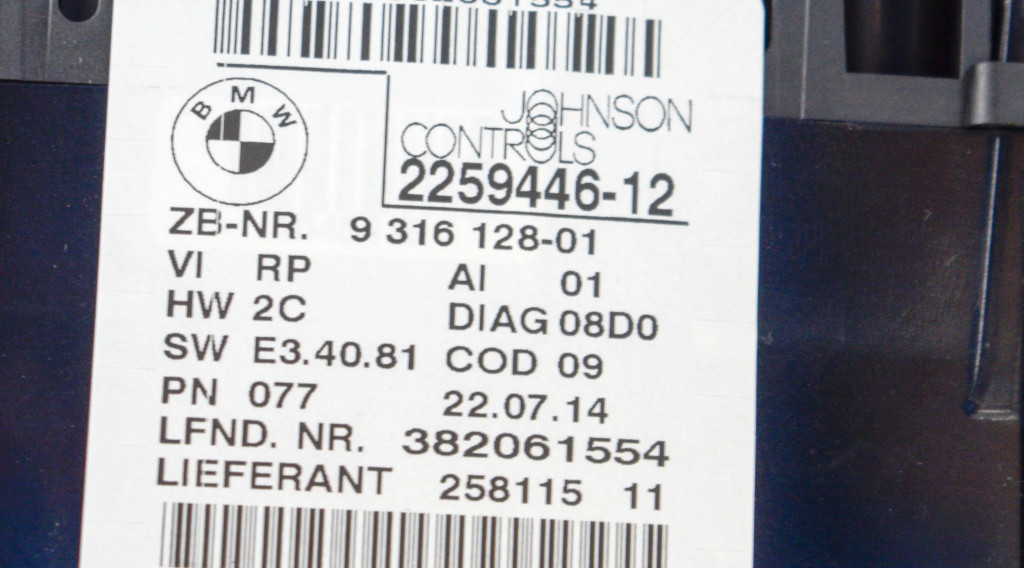 BMW
JOHNSON
CONTROLS
2259446-12
ZB-NR. 9 316 128-01
VI RP AI 01
HW 2C DIAG 08D0
SW E3.40.81 COD 09
PN 077 22.07.14
LFND. NR. 382061554
LIEFERANT 258115 11